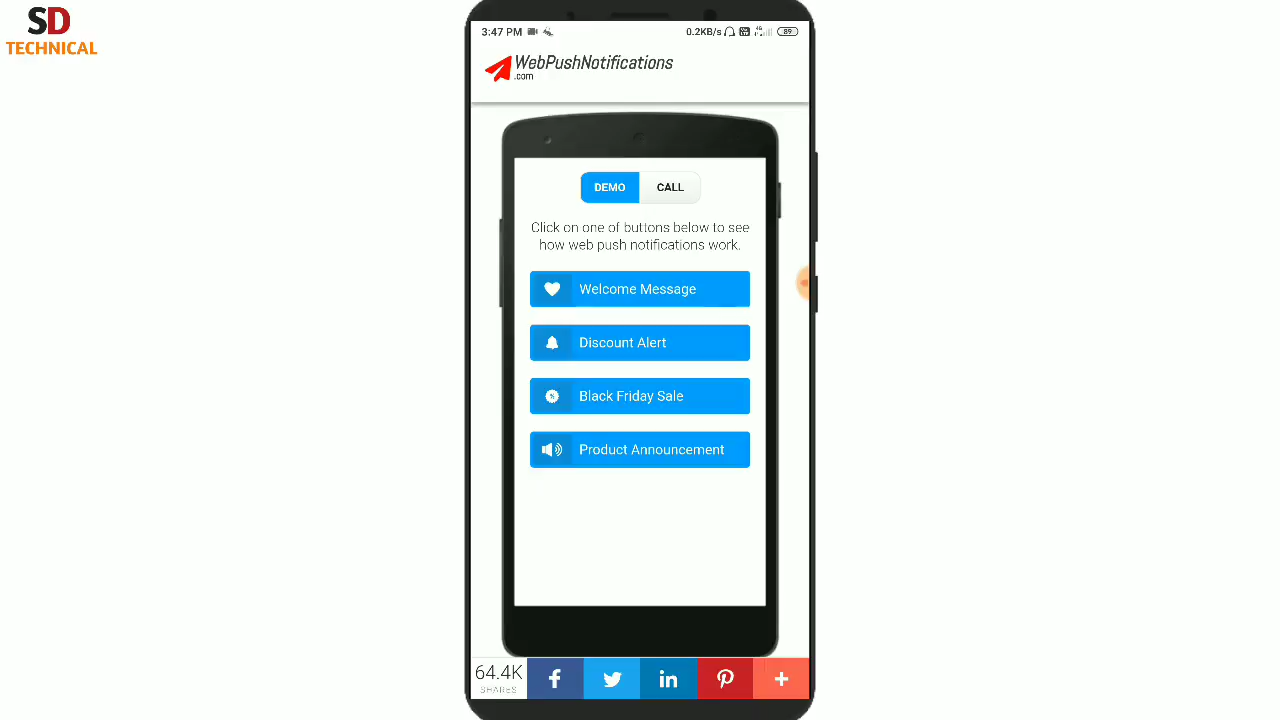 SD
TECHNICAL
3:47 PM
0.2KB/s
4G
89
WebPushNotifications
.com
DEMO
CALL
Click on one of buttons below to see
how web push notifications work.
Welcome Message
Discount Alert
Black Friday Sale
Product Announcement
64.4K
SHARES